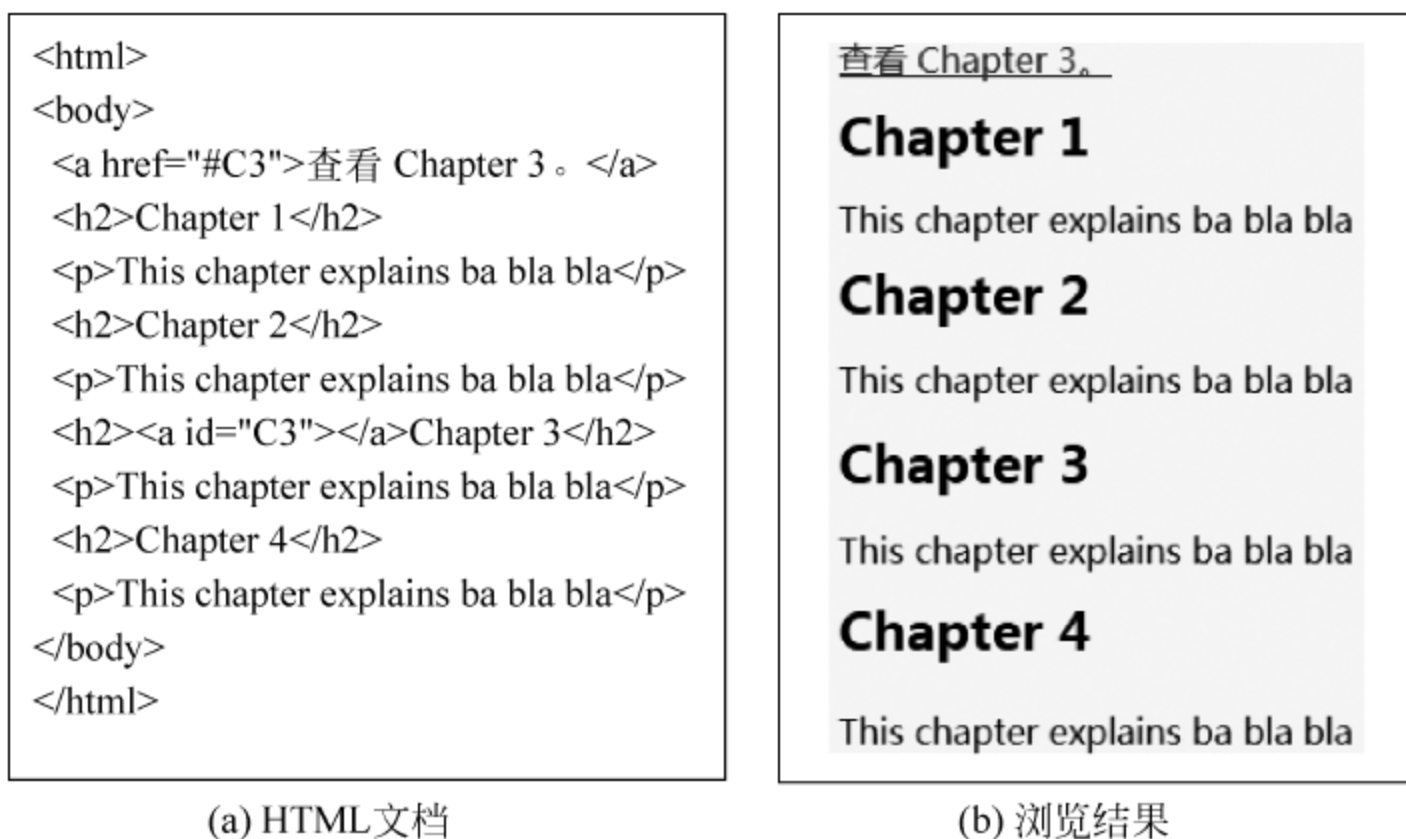 <html>
<body>
<a href="#C3">查看 Chapter 3。</a>
<h2>Chapter 1</h2>
<p>This chapter explains ba bla bla</p>
<h2>Chapter 2</h2>
<p>This chapter explains ba bla bla</p>
<h2><a id="C3"></a>Chapter 3</h2>
<p>This chapter explains ba bla bla</p>
<h2>Chapter 4</h2>
<p>This chapter explains ba bla bla</p>
</body>
</html>
(a) HTML文档
查看 Chapter 3。
Chapter 1
This chapter explains ba bla bla
Chapter 2
This chapter explains ba bla bla
Chapter 3
This chapter explains ba bla bla
Chapter 4
This chapter explains ba bla bla
(b) 浏览结果